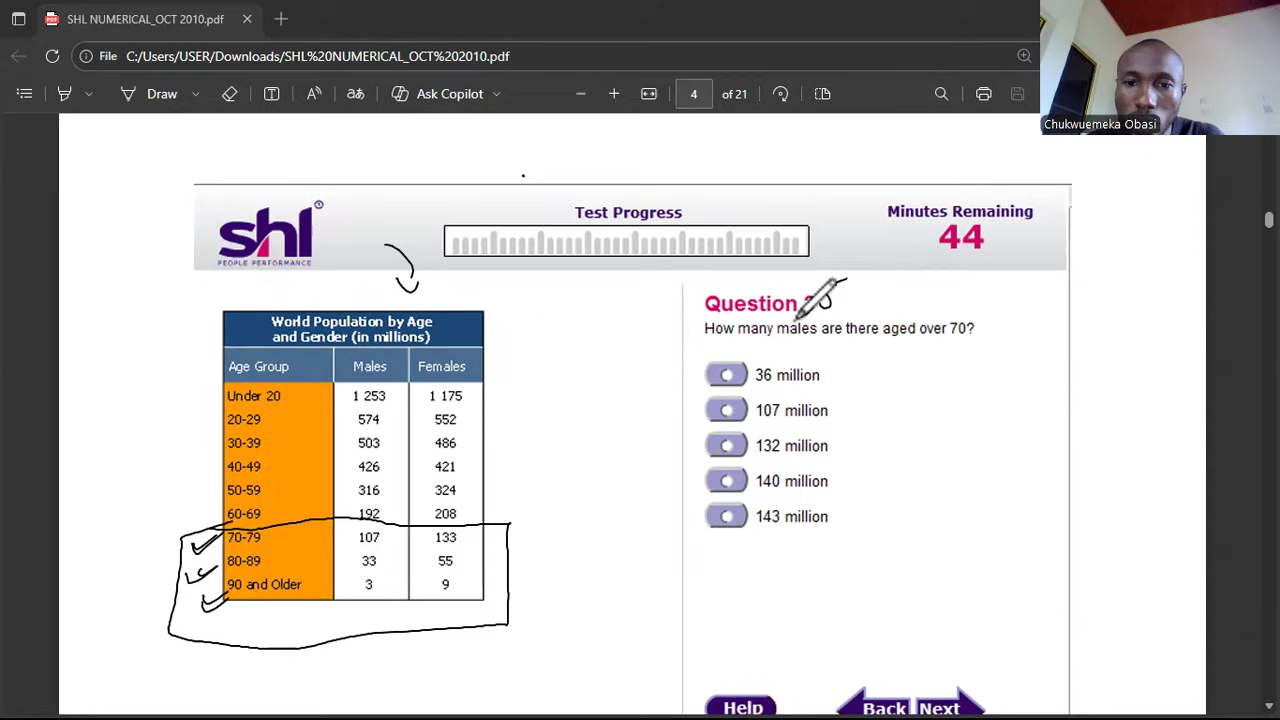 SHL NUMERICAL_OCT 2010.pdf
File C:/Users/USER/Downloads/SHL%20NUMERICAL_OCT%202010.pdf
Draw
Ask Copilot
4 of 21
Chukwuemeka Obasi
shl
PEOPLE PERFORMANCE
Test Progress
Minutes Remaining
44
World Population by Age
and Gender (in millions)
Age Group Males Females
Under 20 1 253 1 175
20-29 574 552
30-39 503 486
40-49 426 421
50-59 316 324
60-69 192 208
70-79 107 133
80-89 33 55
90 and Older 3 9
Question
How many males are there aged over 70?
36 million
107 million
132 million
140 million
143 million
Help
Back Next